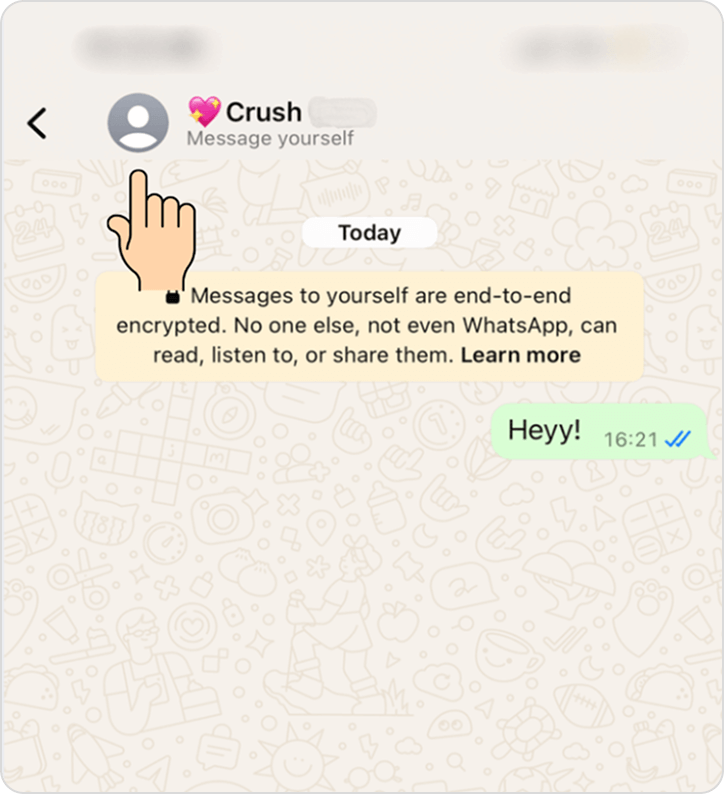 💖Crush
Message yourself
Today
Messages to yourself are end-to-end
encrypted. No one else, not even WhatsApp, can
read, listen to, or share them. Learn more
Heyy! 16:21